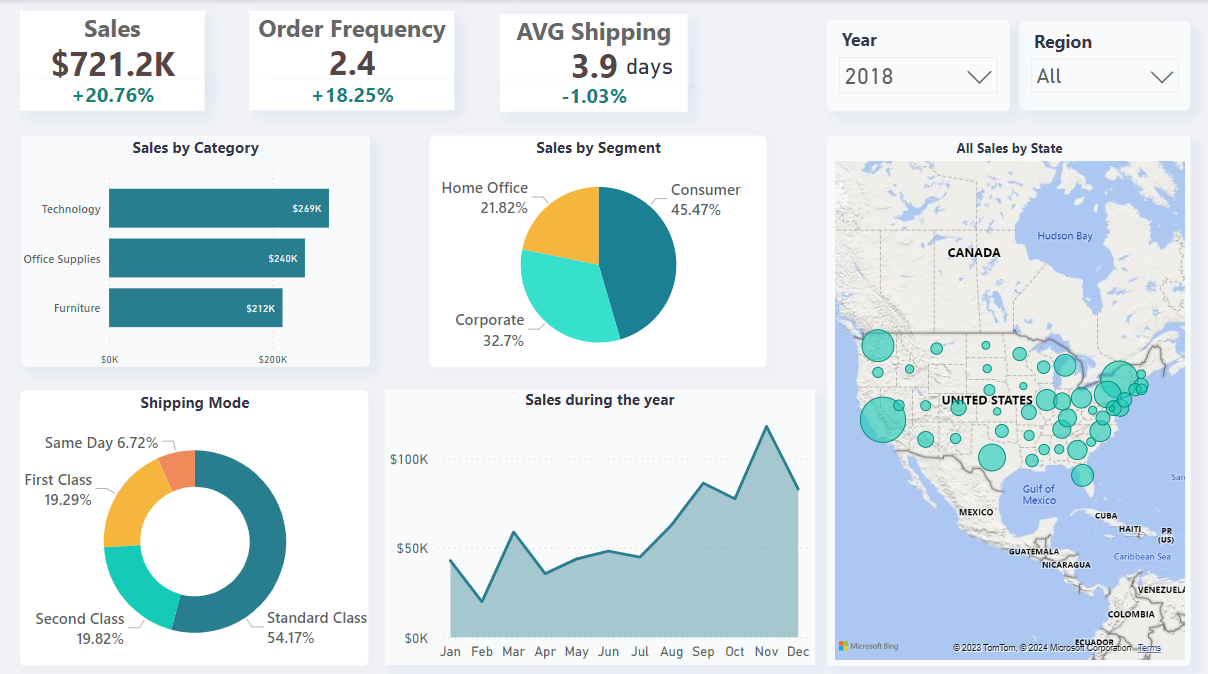 Sales
$721.2K
+20.76%
Order Frequency
2.4
+18.25%
AVG Shipping
3.9 days
-1.03%
Year
2018
Region
All
Sales by Category
Technology
$269K
Office Supplies
$240K
Furniture
$212K
$0K
$200K
Sales by Segment
Home Office
21.82%
Consumer
45.47%
Corporate
32.7%
All Sales by State
Hudson Bay
CANADA
UNITED STATES
Gulf of
Mexico
MEXICO
CUBA
HAITI
PR
(US)
GUATEMALA
Caribbean Sea
NICARAGUA
VENEZUELA
COLOMBIA
ECUADOR
Sar
Microsoft Bing
© 2023 TomTom, © 2024 Microsoft Corporation Terms
Shipping Mode
Same Day 6.72%
First Class
19.29%
Second Class
19.82%
Standard Class
54.17%
Sales during the year
$100K
$50K
$0K
Jan Feb Mar Apr May Jun Jul Aug Sep Oct Nov Dec